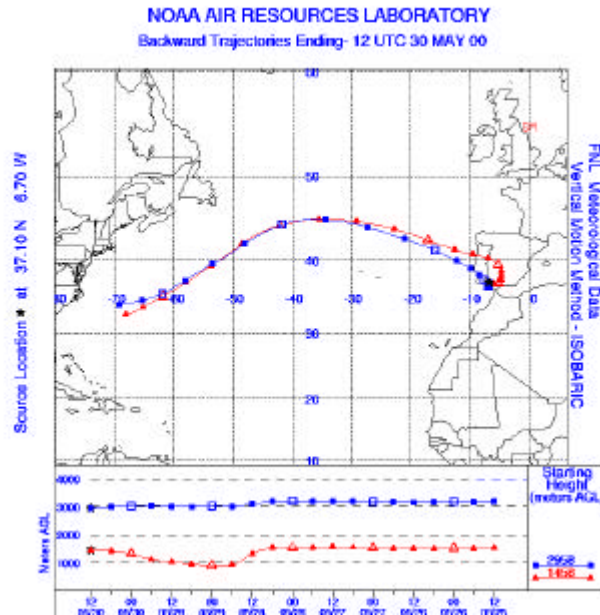 NOAA AIR RESOURCES LABORATORY
Backward Trajectories Ending- 12 UTC 30 MAY 00
Source Location ★ at 37.10 N 6.70 W
FNL Meteorological Data
Vertical Motion Method - ISOBARIC
60
50
40
30
20
10
-80 -70 -60 -50 -40 -30 -20 -10 0
Meters AGL
4000
3000
2000
1000
Starting
Height
(meters AGL
2958
1458
12 00 12 00 12 00 12 00 12 00 12